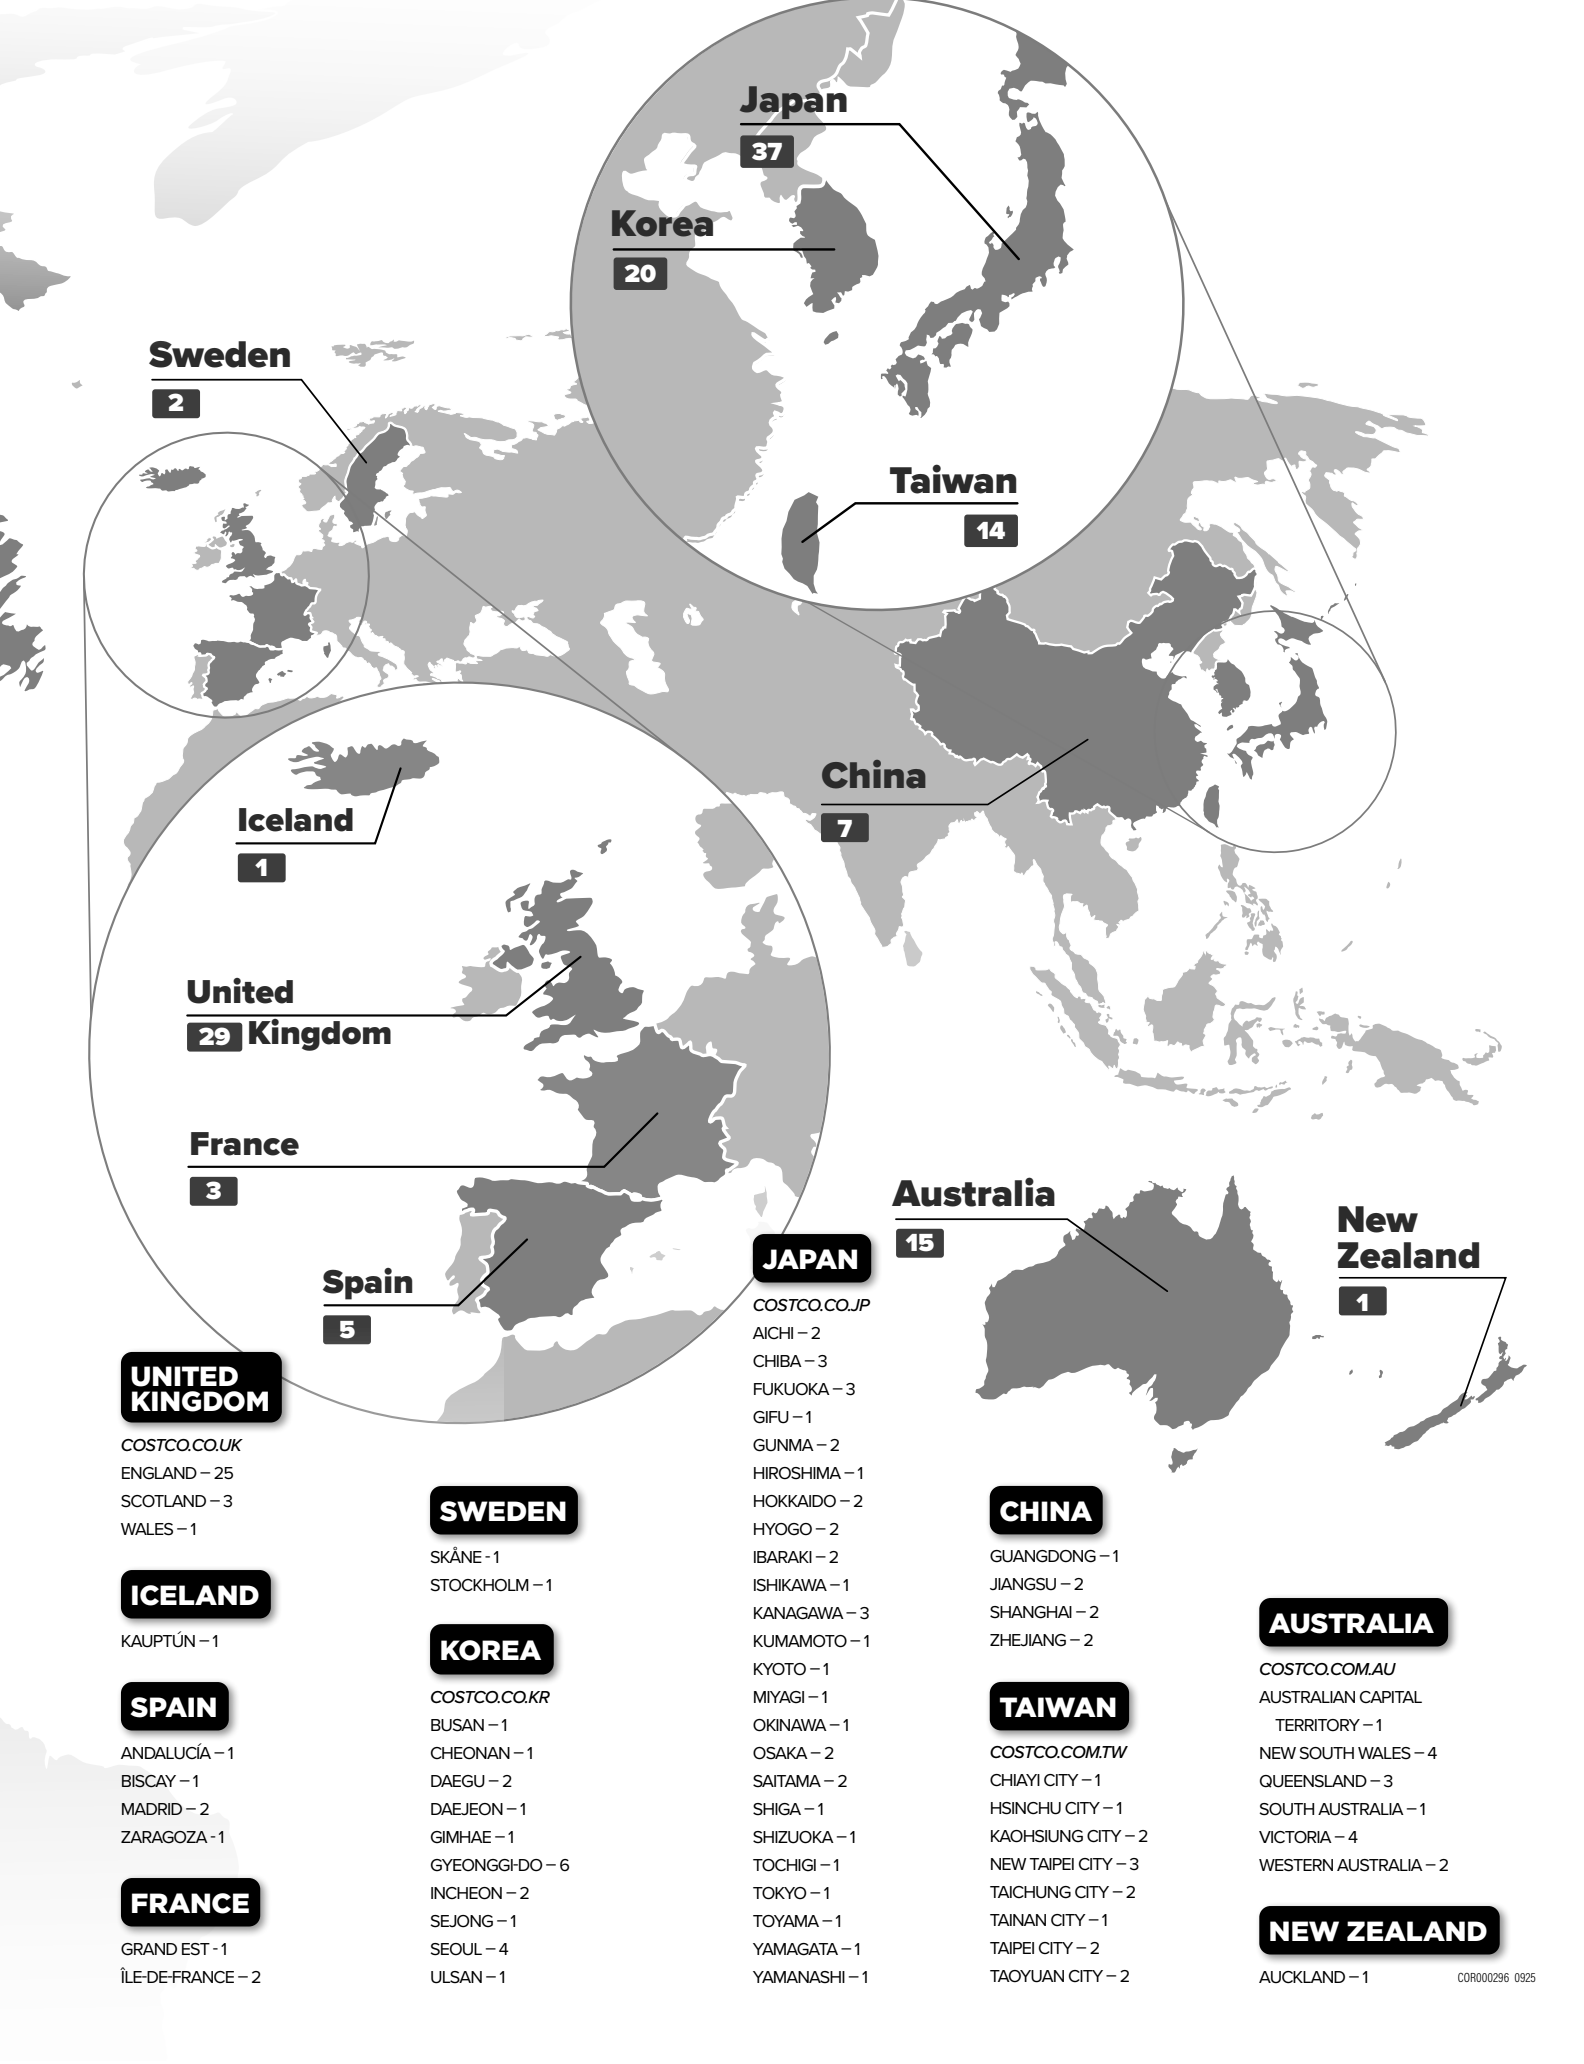 Japan
37
Korea
20
Sweden
2
Taiwan
14
China
7
Iceland
1
United
29 Kingdom
France
3
Spain
5
Australia
15
New
Zealand
1
UNITED
KINGDOM
COSTCO.CO.UK
ENGLAND – 25
SCOTLAND – 3
WALES – 1
ICELAND
KAUPTÚN – 1
SPAIN
ANDALUCÍA – 1
BISCAY – 1
MADRID – 2
ZARAGOZA - 1
FRANCE
GRAND EST - 1
ÎLE-DE-FRANCE – 2
SWEDEN
SKÅNE - 1
STOCKHOLM – 1
KOREA
COSTCO.CO.KR
BUSAN – 1
CHEONAN – 1
DAEGU – 2
DAEJEON – 1
GIMHAE – 1
GYEONGGI-DO – 6
INCHEON – 2
SEJONG – 1
SEOUL – 4
ULSAN – 1
JAPAN
COSTCO.CO.JP
AICHI – 2
CHIBA – 3
FUKUOKA – 3
GIFU – 1
GUNMA – 2
HIROSHIMA – 1
HOKKAIDO – 2
HYOGO – 2
IBARAKI – 2
ISHIKAWA – 1
KANAGAWA – 3
KUMAMOTO – 1
KYOTO – 1
MIYAGI – 1
OKINAWA – 1
OSAKA – 2
SAITAMA – 2
SHIGA – 1
SHIZUOKA – 1
TOCHIGI – 1
TOKYO – 1
TOYAMA – 1
YAMAGATA – 1
YAMANASHI – 1
CHINA
GUANGDONG – 1
JIANGSU – 2
SHANGHAI – 2
ZHEJIANG – 2
TAIWAN
COSTCO.COM.TW
CHIAYI CITY – 1
HSINCHU CITY – 1
KAOHSIUNG CITY – 2
NEW TAIPEI CITY – 3
TAICHUNG CITY – 2
TAINAN CITY – 1
TAIPEI CITY – 2
TAOYUAN CITY – 2
AUSTRALIA
COSTCO.COM.AU
AUSTRALIAN CAPITAL
TERRITORY – 1
NEW SOUTH WALES – 4
QUEENSLAND – 3
SOUTH AUSTRALIA – 1
VICTORIA – 4
WESTERN AUSTRALIA – 2
NEW ZEALAND
AUCKLAND – 1
COR000296 0925